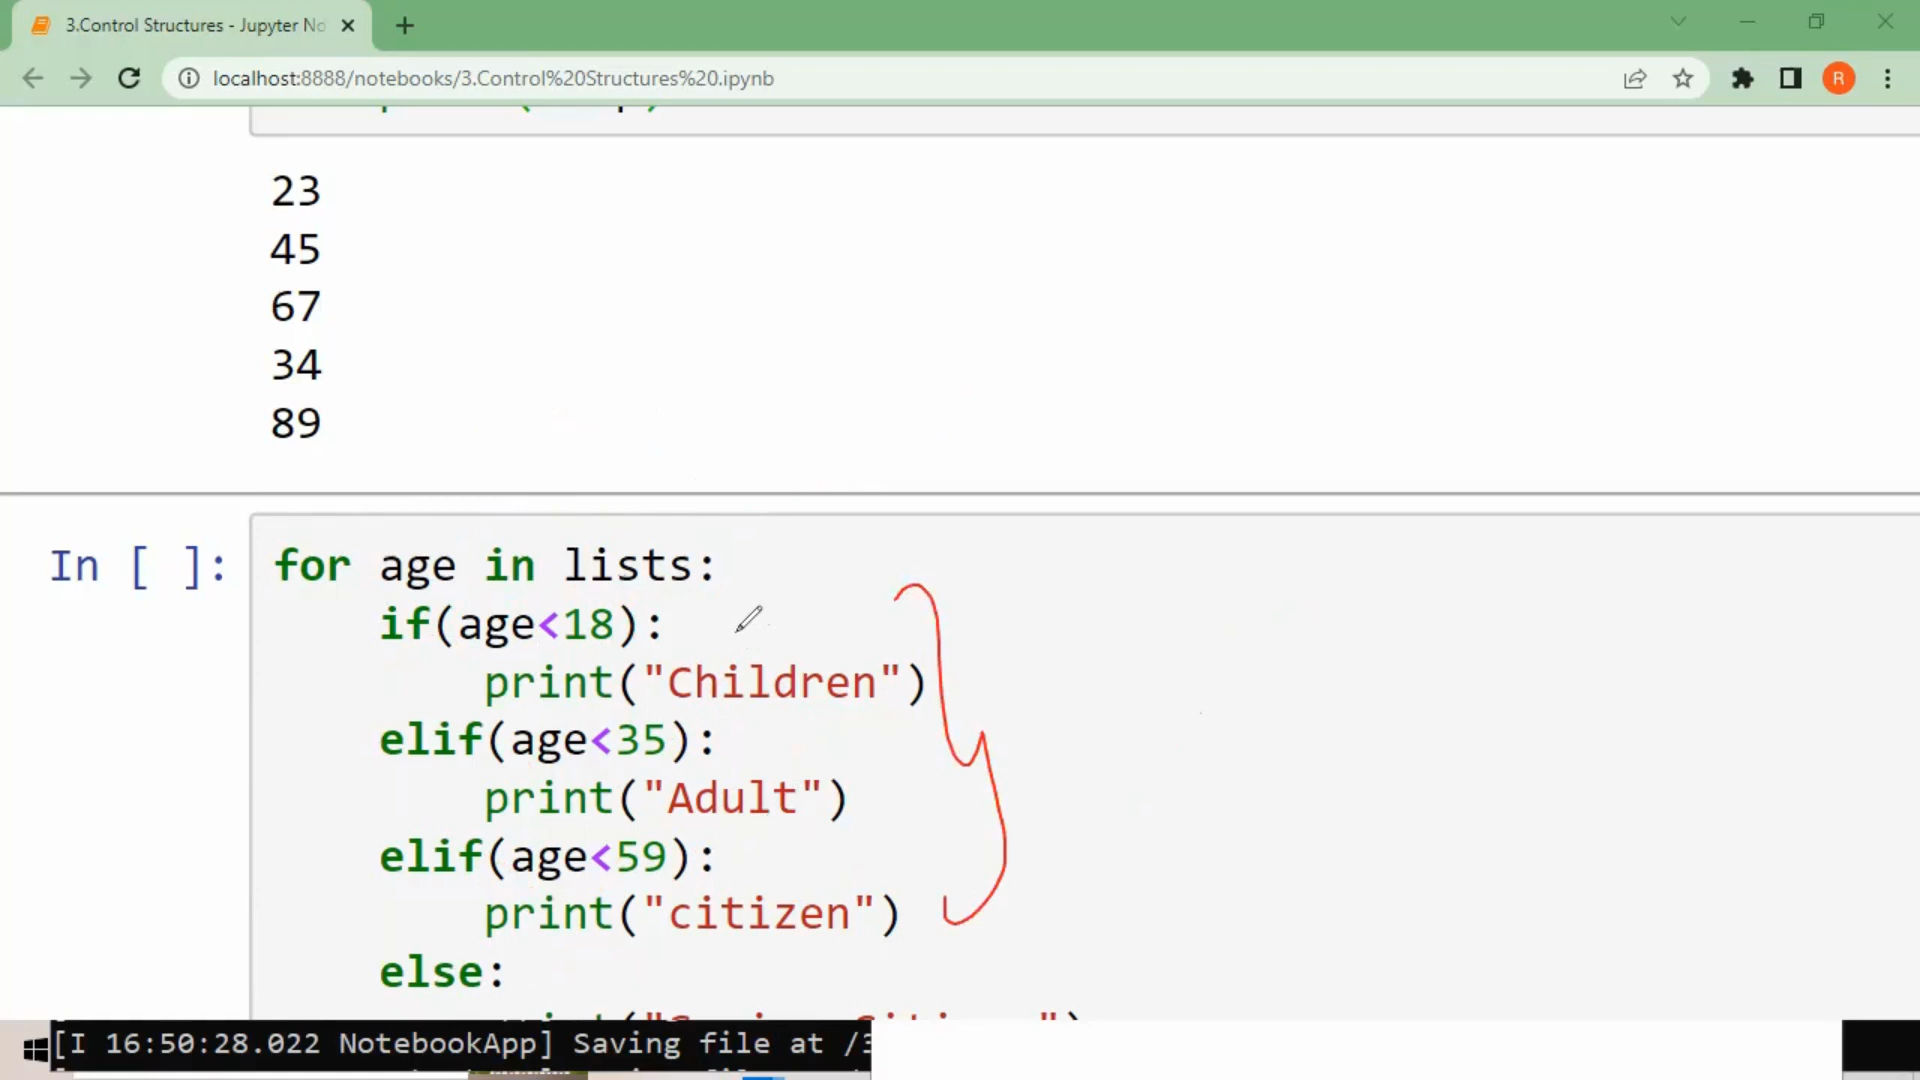 3.Control Structures - Jupyter No
localhost:8888/notebooks/3.Control%20Structures%20.ipynb
R
23
45
67
34
89
In [ ]:
for age in lists:
if(age<18):
print("Children")
elif(age<35):
print("Adult")
elif(age<59):
print("citizen")
else:
[I 16:50:28.022 NotebookApp] Saving file at /3